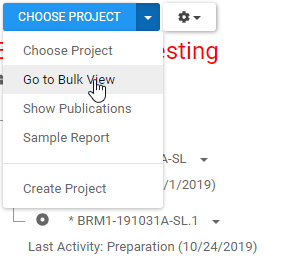 CHOOSE PROJECT
esting
Choose Project
Go to Bulk View
Show Publications
Sample Report
A-SL
/1/2019)
Create Project
* BRM1-191031A-SL.1
Last Activity: Preparation (10/24/2019)